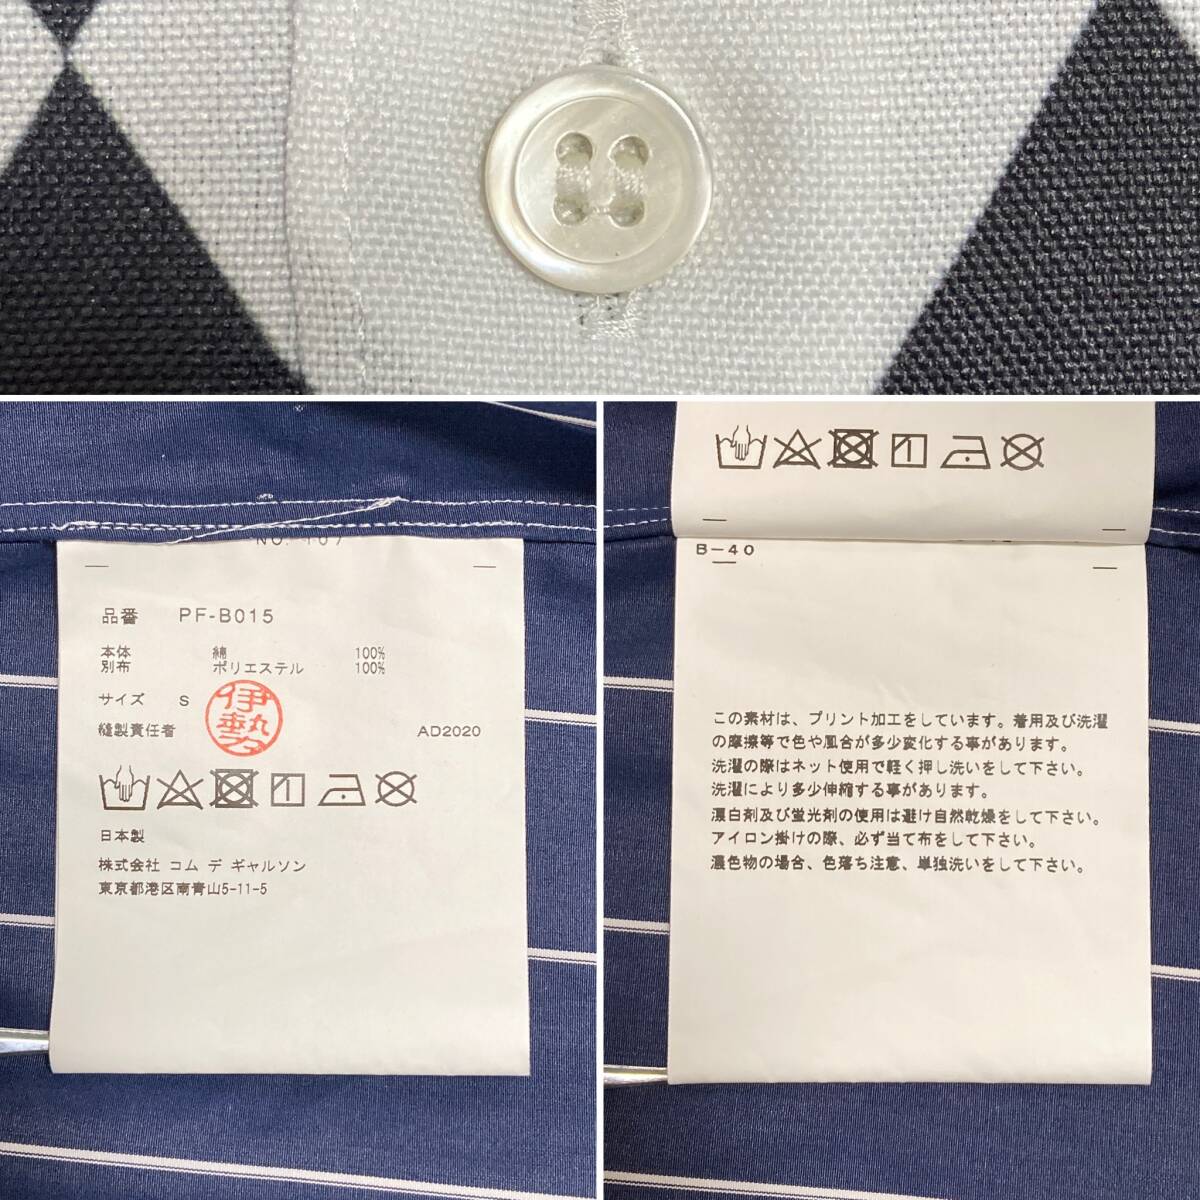 NO. 107
品番 PF-B015
本体 綿 100%
別布 ポリエステル 100%
サイズ S
縫製責任者
AD2020
日本製
株式会社 コム デ ギャルソン
東京都港区南青山5-11-5
B-40
この素材は、プリント加工をしています。着用及び洗濯
の摩擦等で色や風合が多少変化する事があります。
洗濯の際はネット使用で軽く押し洗いをして下さい。
洗濯により多少伸縮する事があります。
漂白剤及び蛍光剤の使用は避け自然乾燥をして下さい。
アイロン掛けの際、必ず当て布をして下さい。
濃色物の場合、色落ち注意、単独洗いをして下さい。